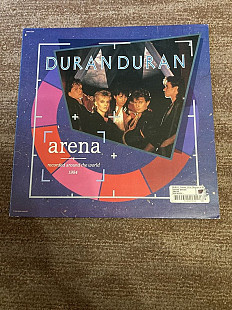 DURAN DURAN
arena
recorded around the world
1984